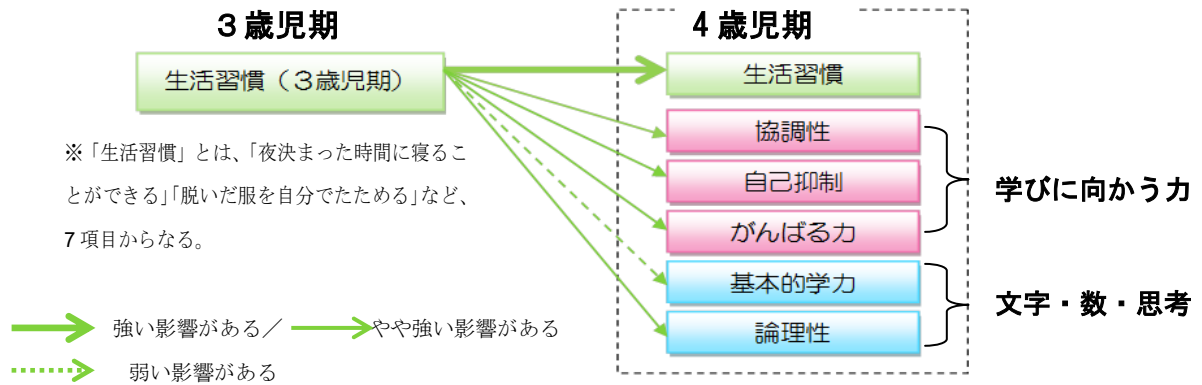 ３歳児期
４歳児期
生活習慣（３歳児期）
生活習慣
協調性
自己抑制
がんばる力
基本的学力
論理性
学びに向かう力
文字・数・思考
※「生活習慣」とは、「夜決まった時間に寝るこ
とができる」「脱いだ服を自分でたためる」など、
7 項目からなる。
強い影響がある／
やや強い影響がある
弱い影響がある